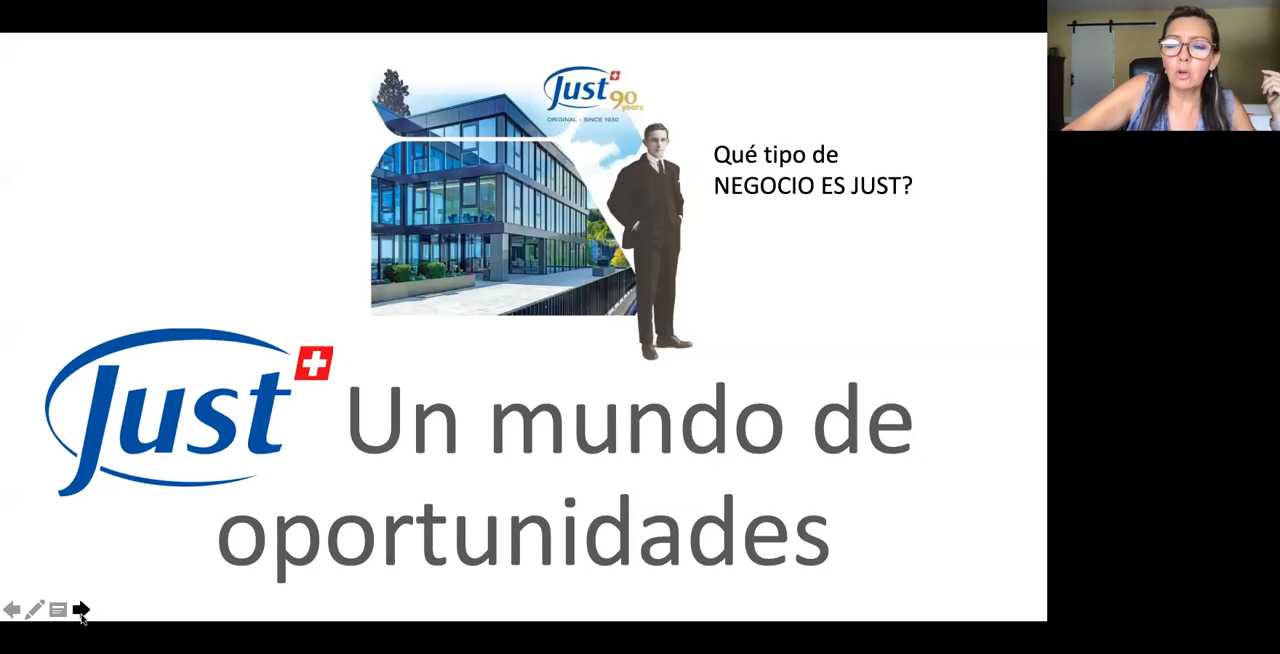 Just
90
years
ORIGINAL - SINCE 1930
Qué tipo de
NEGOCIO ES JUST?
Just
Un mundo de
oportunidades